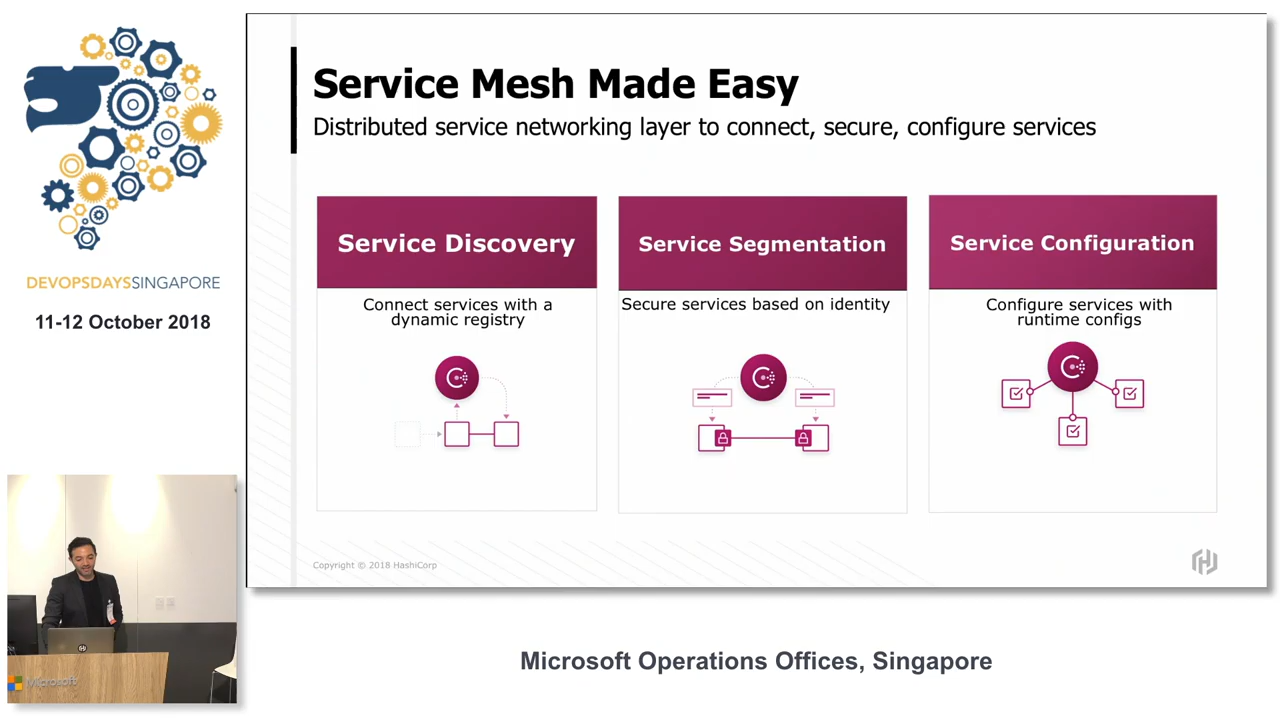 Service Mesh Made Easy
Distributed service networking layer to connect, secure, configure services
Service Discovery
Connect services with a
dynamic registry
Service Segmentation
Secure services based on identity
Service Configuration
Configure services with
runtime configs
Copyright © 2018 HashiCorp
DEVOPSDAYSSINGAPORE
11-12 October 2018
Microsoft
Microsoft Operations Offices, Singapore